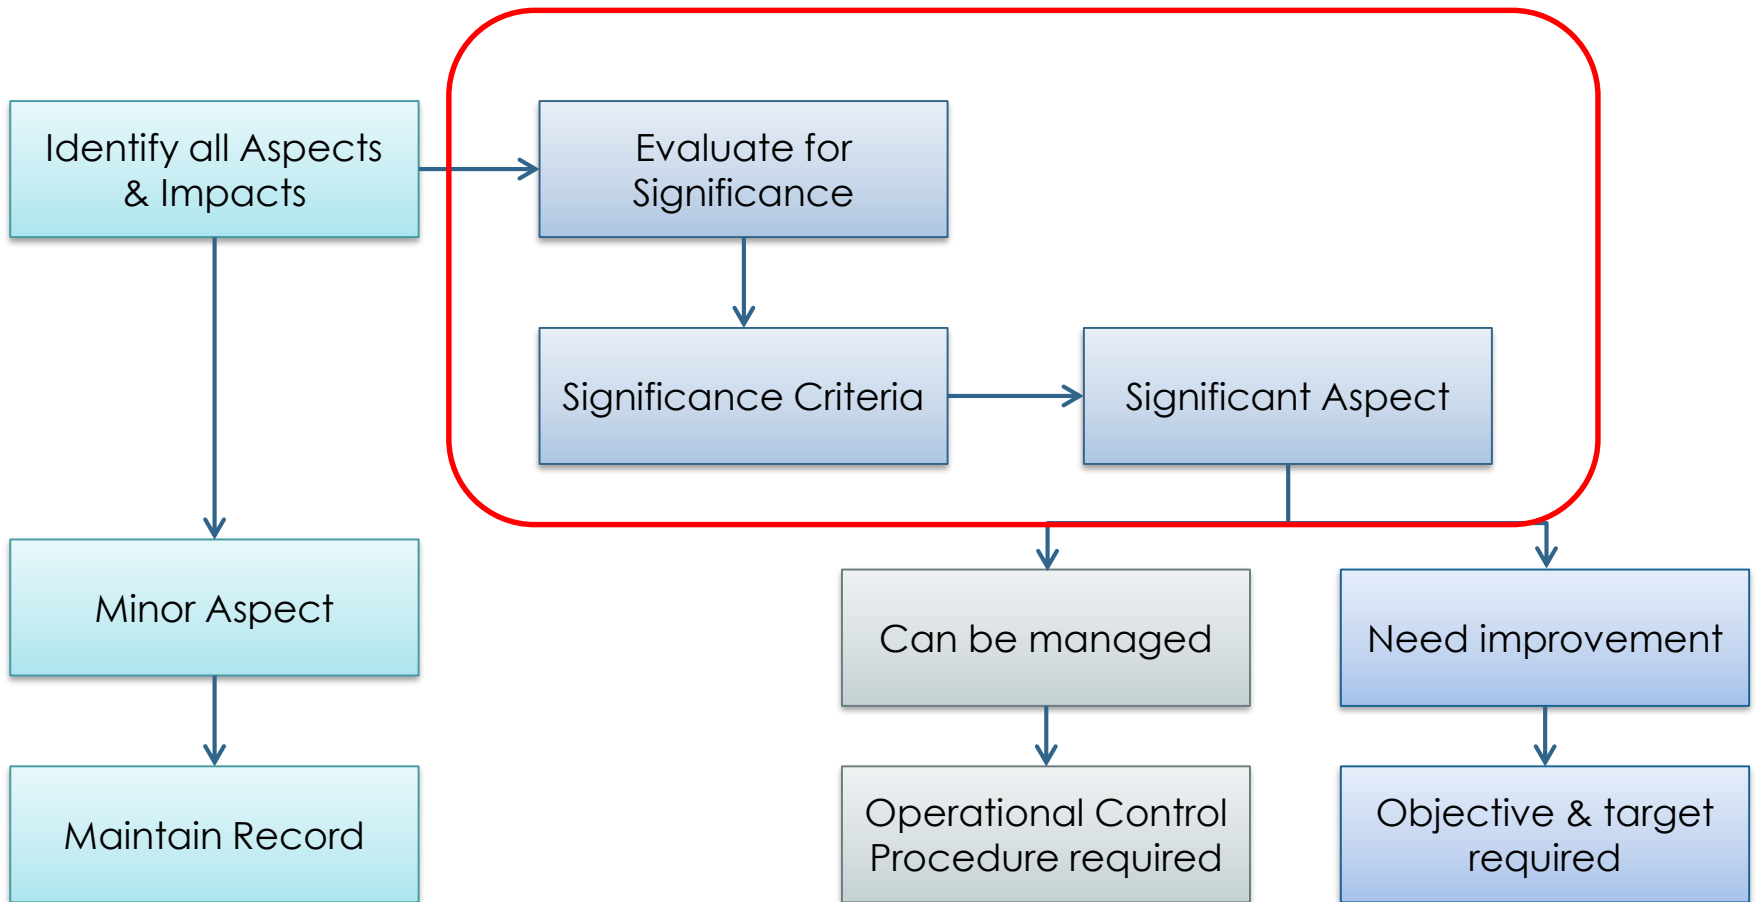 Identify all Aspects
& Impacts
Evaluate for
Significance
Significance Criteria
Significant Aspect
Minor Aspect
Can be managed
Need improvement
Maintain Record
Operational Control
Procedure required
Objective & target
required